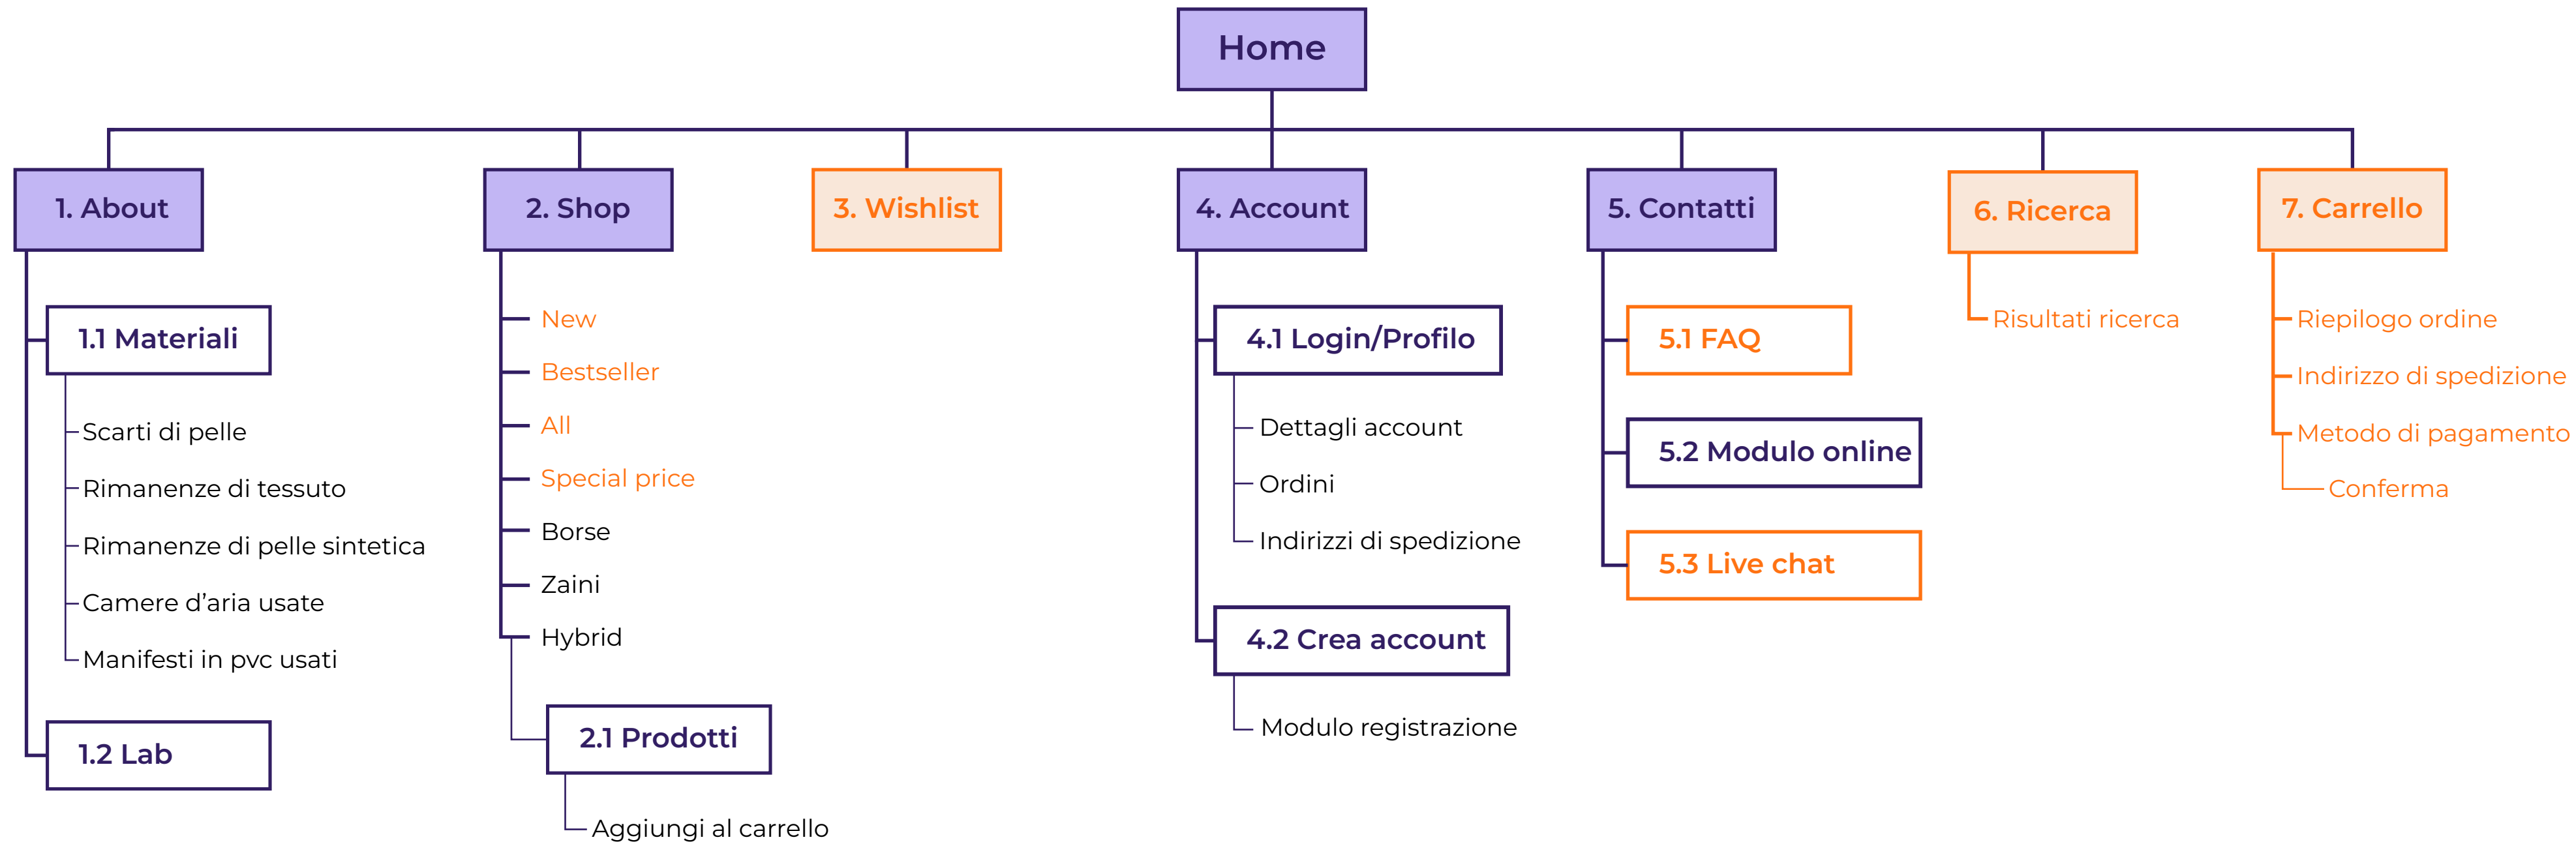 Home
1. About
1.1 Materiali
Scarti di pelle
Rimanenze di tessuto
Rimanenze di pelle sintetica
Camere d’aria usate
Manifesti in pvc usati
1.2 Lab
2. Shop
New
Bestseller
All
Special price
Borse
Zaini
Hybrid
2.1 Prodotti
Aggiungi al carrello
3. Wishlist
4. Account
4.1 Login/Profilo
Dettagli account
Ordini
Indirizzi di spedizione
4.2 Crea account
Modulo registrazione
5. Contatti
5.1 FAQ
5.2 Modulo online
5.3 Live chat
6. Ricerca
Risultati ricerca
7. Carrello
Riepilogo ordine
Indirizzo di spedizione
Metodo di pagamento
Conferma